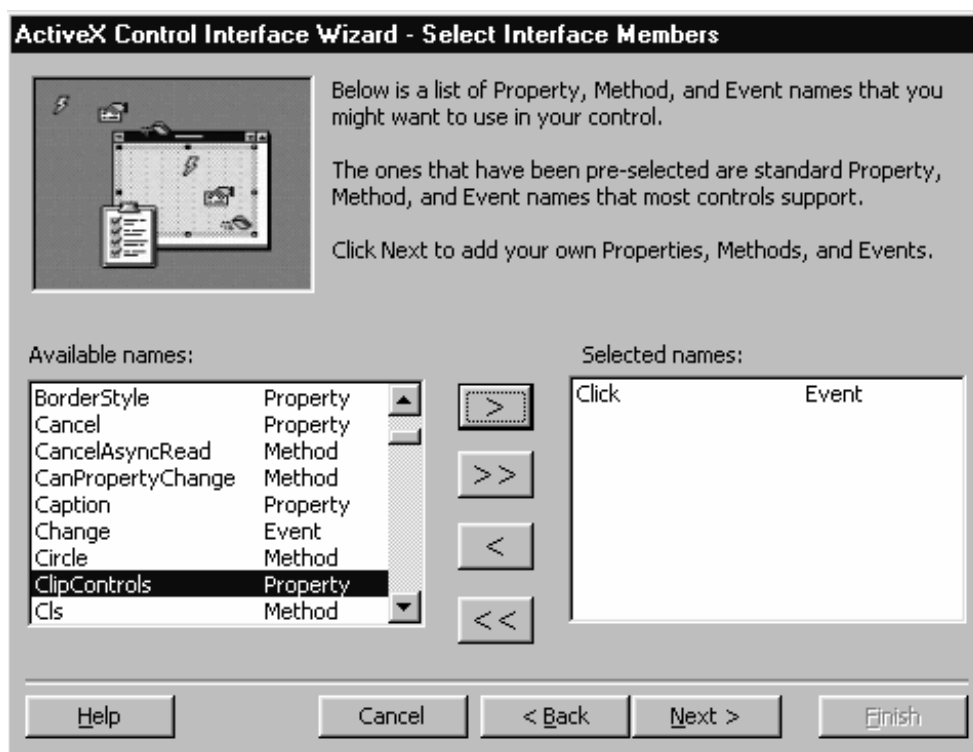 ActiveX Control Interface Wizard - Select Interface Members
Below is a list of Property, Method, and Event names that you
might want to use in your control.
The ones that have been pre-selected are standard Property,
Method, and Event names that most controls support.
Click Next to add your own Properties, Methods, and Events.
Available names:
BorderStyle Property
Cancel Property
CancelAsyncRead Method
CanPropertyChange Method
Caption Property
Change Event
Circle Method
ClipControls Property
Cls Method
>
>>
<
<<
Selected names:
Click Event
Help
Cancel
< Back
Next >
Finish